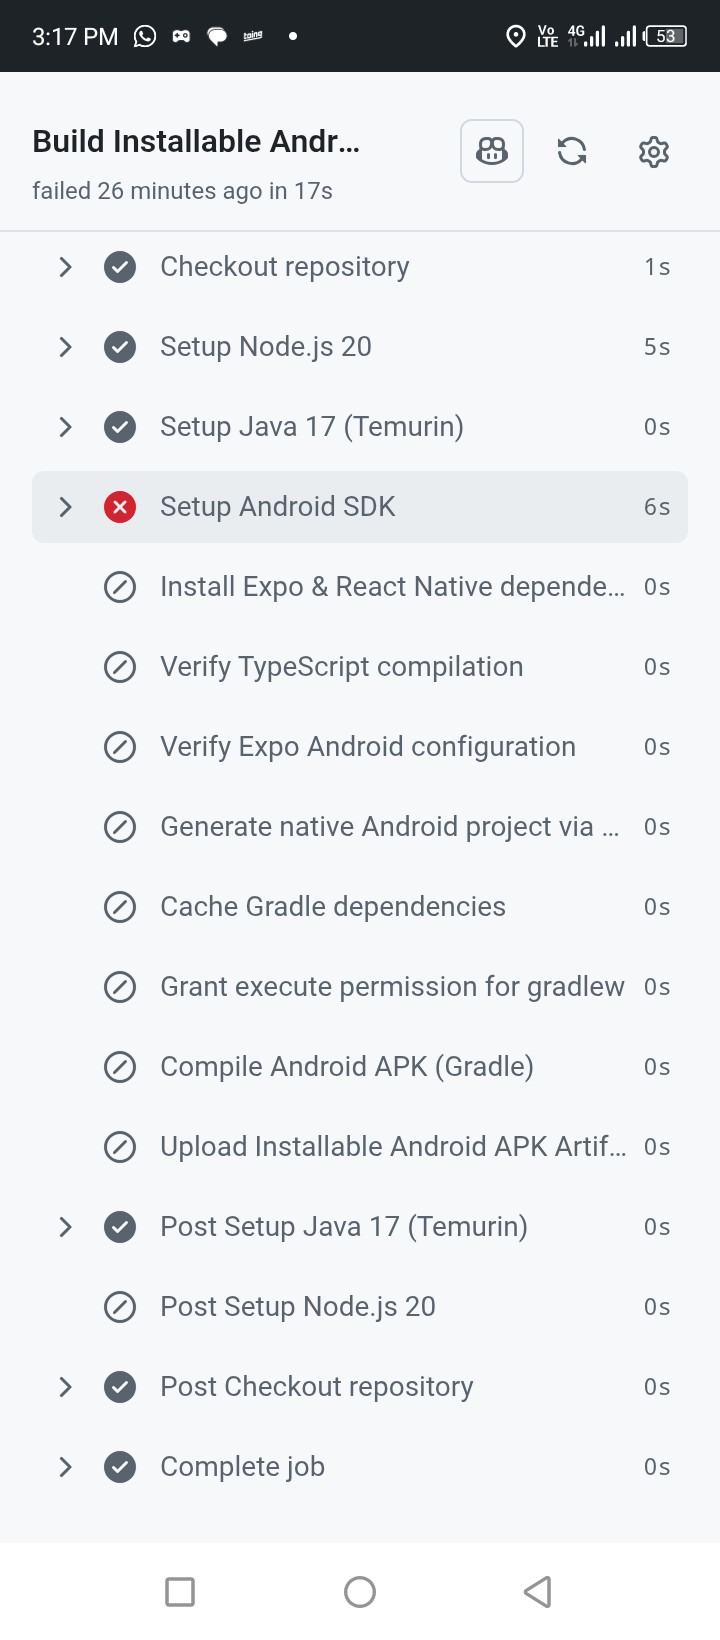 3:17 PM
Vo LTE 4G 53
Build Installable Andr...
failed 26 minutes ago in 17s
Checkout repository 1s
Setup Node.js 20 5s
Setup Java 17 (Temurin) 0s
Setup Android SDK 6s
Install Expo & React Native depende... 0s
Verify TypeScript compilation 0s
Verify Expo Android configuration 0s
Generate native Android project via ... 0s
Cache Gradle dependencies 0s
Grant execute permission for gradlew 0s
Compile Android APK (Gradle) 0s
Upload Installable Android APK Artif... 0s
Post Setup Java 17 (Temurin) 0s
Post Setup Node.js 20 0s
Post Checkout repository 0s
Complete job 0s